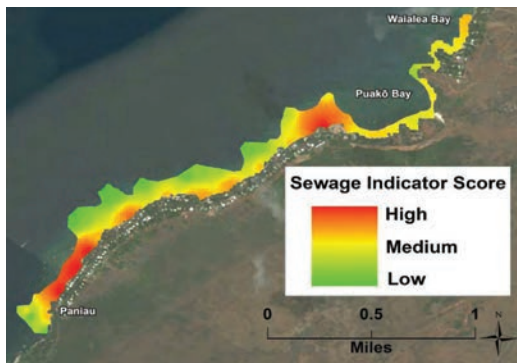 Waialea Bay
Puakō Bay
Sewage Indicator Score
High
Medium
Low
Paniau
0 0.5 1
Miles
N